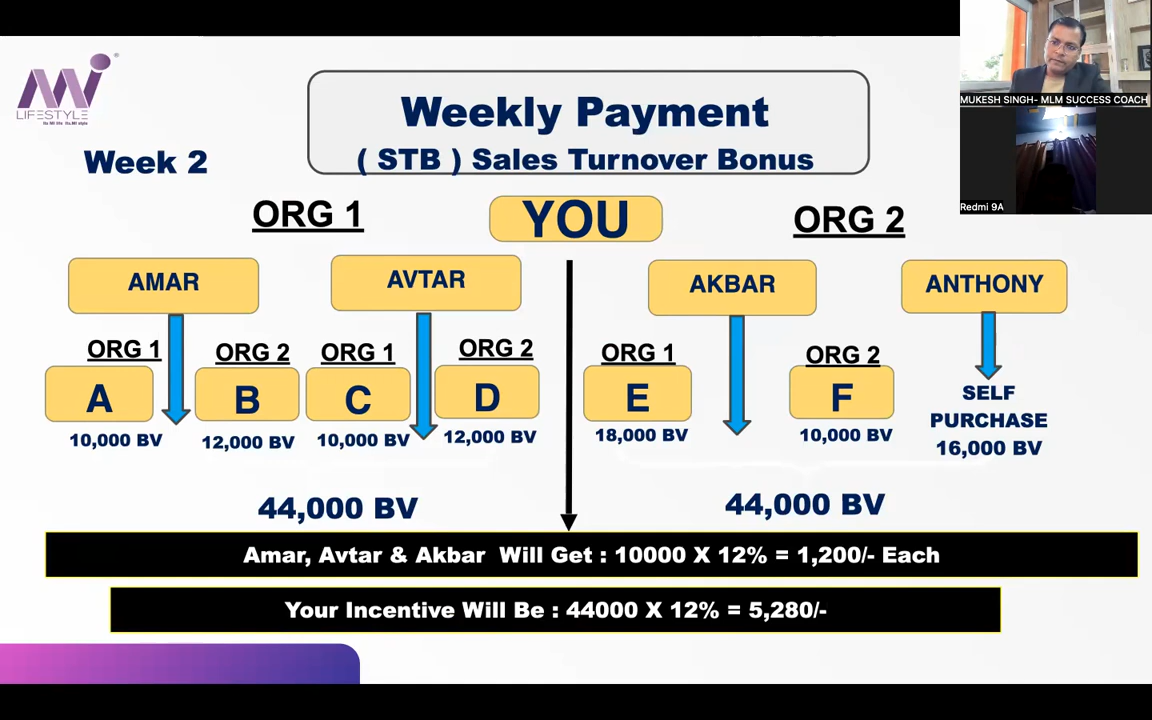 Mi
LIFESTYLE
Weekly Payment
( STB ) Sales Turnover Bonus
Week 2
MUKESH SINGH- MLM SUCCESS COACH
Redmi 9A
ORG 1
YOU
ORG 2
AMAR
AVTAR
AKBAR
ANTHONY
ORG 1
ORG 2
ORG 1
ORG 2
ORG 1
ORG 2
A
B
C
D
E
F
SELF
PURCHASE
16,000 BV
10,000 BV
12,000 BV
10,000 BV
12,000 BV
18,000 BV
10,000 BV
44,000 BV
44,000 BV
Amar, Avtar & Akbar Will Get : 10000 X 12% = 1,200/- Each
Your Incentive Will Be : 44000 X 12% = 5,280/-